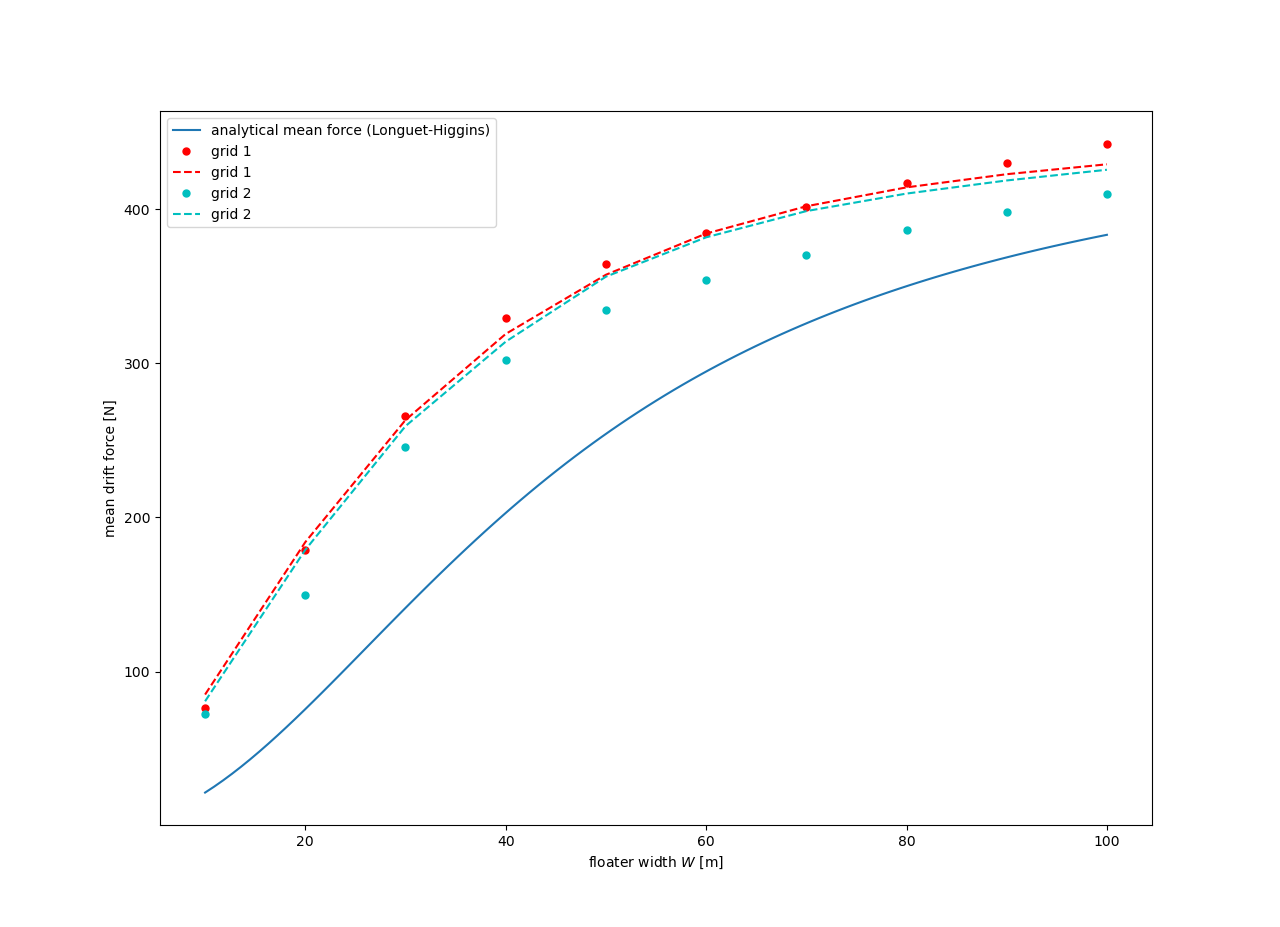 analytical mean force (Longuet-Higgins)
grid 1
grid 1
grid 2
grid 2
400
300
200
100
mean drift force [N]
20 40 60 80 100
floater width W [m]